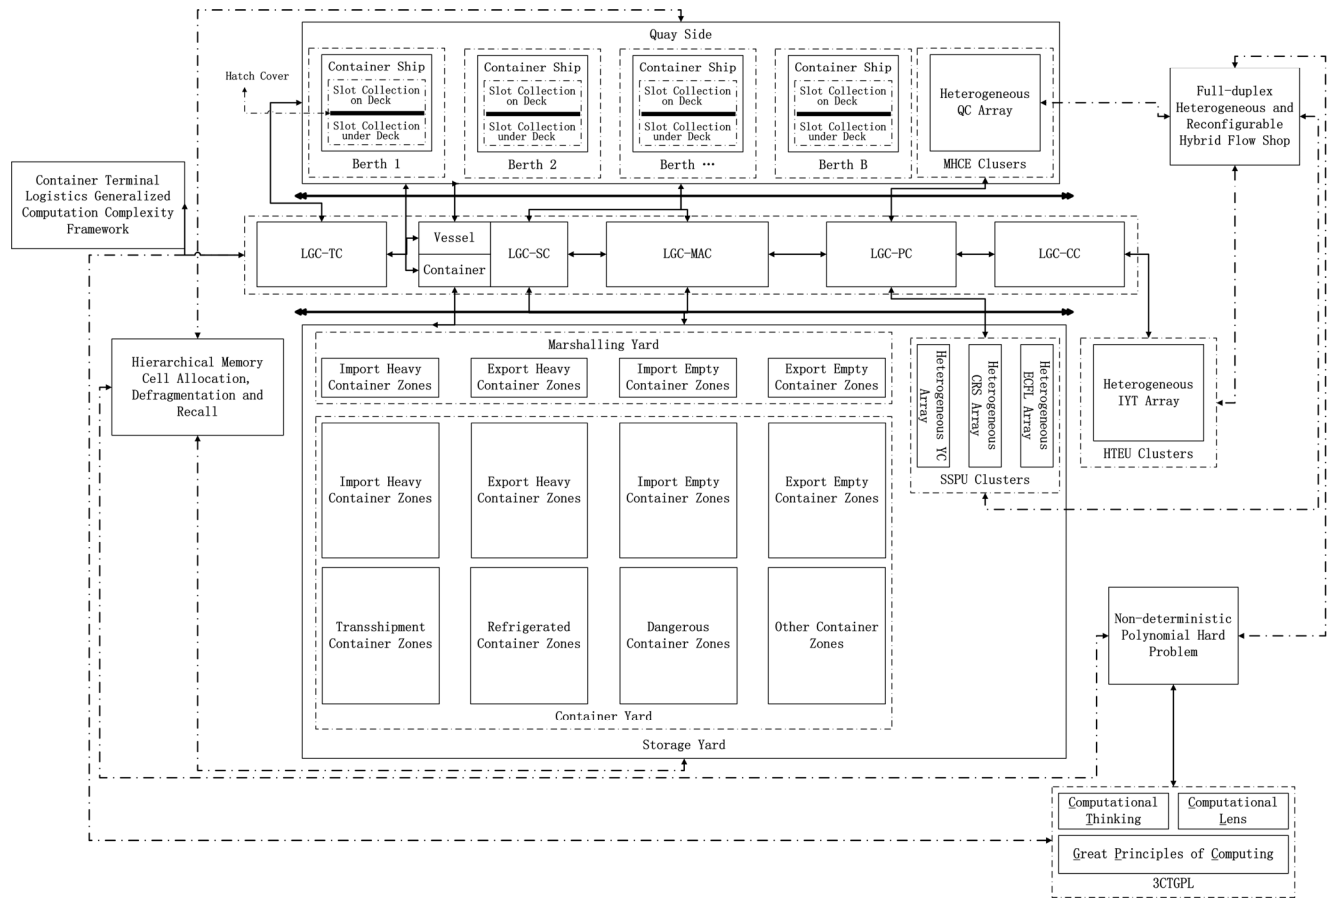 Quay Side
Hatch Cover
Container Ship
Slot Collection
on Deck
Slot Collection
under Deck
Berth 1
Container Ship
Slot Collection
on Deck
Slot Collection
under Deck
Berth 2
Container Ship
Slot Collection
on Deck
Slot Collection
under Deck
Berth …
Container Ship
Slot Collection
on Deck
Slot Collection
under Deck
Berth B
Heterogeneous
QC Array
MHCE Clusers
Full-duplex
Heterogeneous and
Reconfigurable
Hybrid Flow Shop
Container Terminal
Logistics Generalized
Computation Complexity
Framework
LGC-TC
Vessel
Container
LGC-SC
LGC-MAC
LGC-PC
LGC-CC
Hierarchical Memory
Cell Allocation,
Defragmentation and
Recall
Marshalling Yard
Import Heavy
Container Zones
Export Heavy
Container Zones
Import Empty
Container Zones
Export Empty
Container Zones
Heterogeneous YC
Array
Heterogeneous
CRS Array
Heterogeneous
ECFL Array
SSPU Clusters
Heterogeneous
IYT Array
HTEU Clusters
Import Heavy
Container Zones
Export Heavy
Container Zones
Import Empty
Container Zones
Export Empty
Container Zones
Transshipment
Container Zones
Refrigerated
Container Zones
Dangerous
Container Zones
Other Container
Zones
Container Yard
Storage Yard
Non-deterministic
Polynomial Hard
Problem
Computational
Thinking
Computational
Lens
Great Principles of Computing
3CTGPL